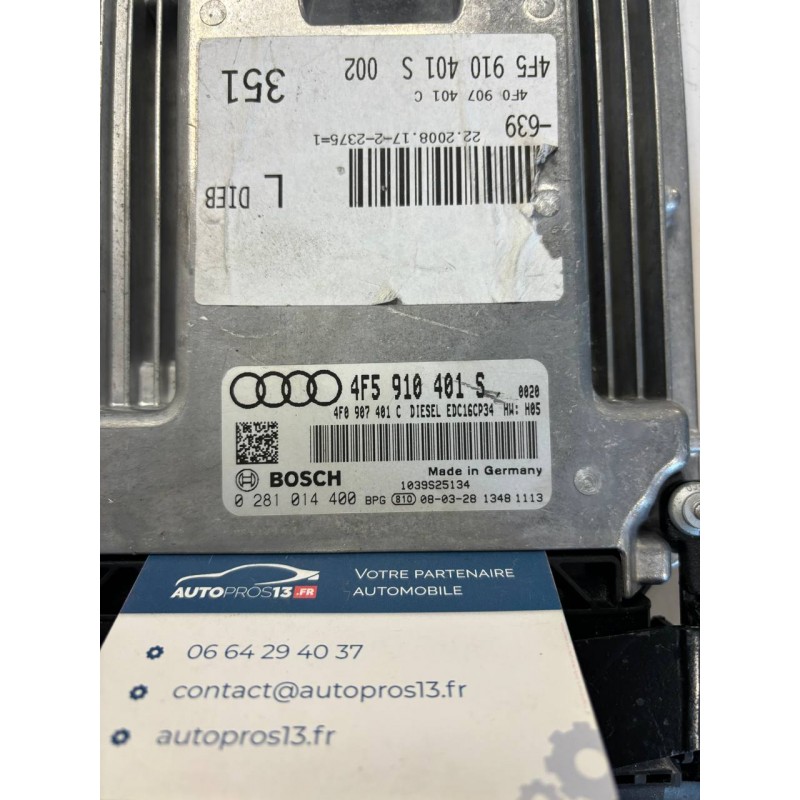 4F5 910 401 S 002
4F0 907 401 C
351
-639
22.2008.17-2-2375=1
L DIEB
4F5 910 401 S 0020
4F0 907 401 C DIESEL EDC16CP34 HW: H05
BOSCH
Made in Germany
1039S25134
0 281 014 400 BPG 810 08-03-28 1348 1113
AUTOPROS13.FR
VOTRE PARTENAIRE
AUTOMOBILE
06 64 29 40 37
contact@autopros13.fr
autopros13.fr